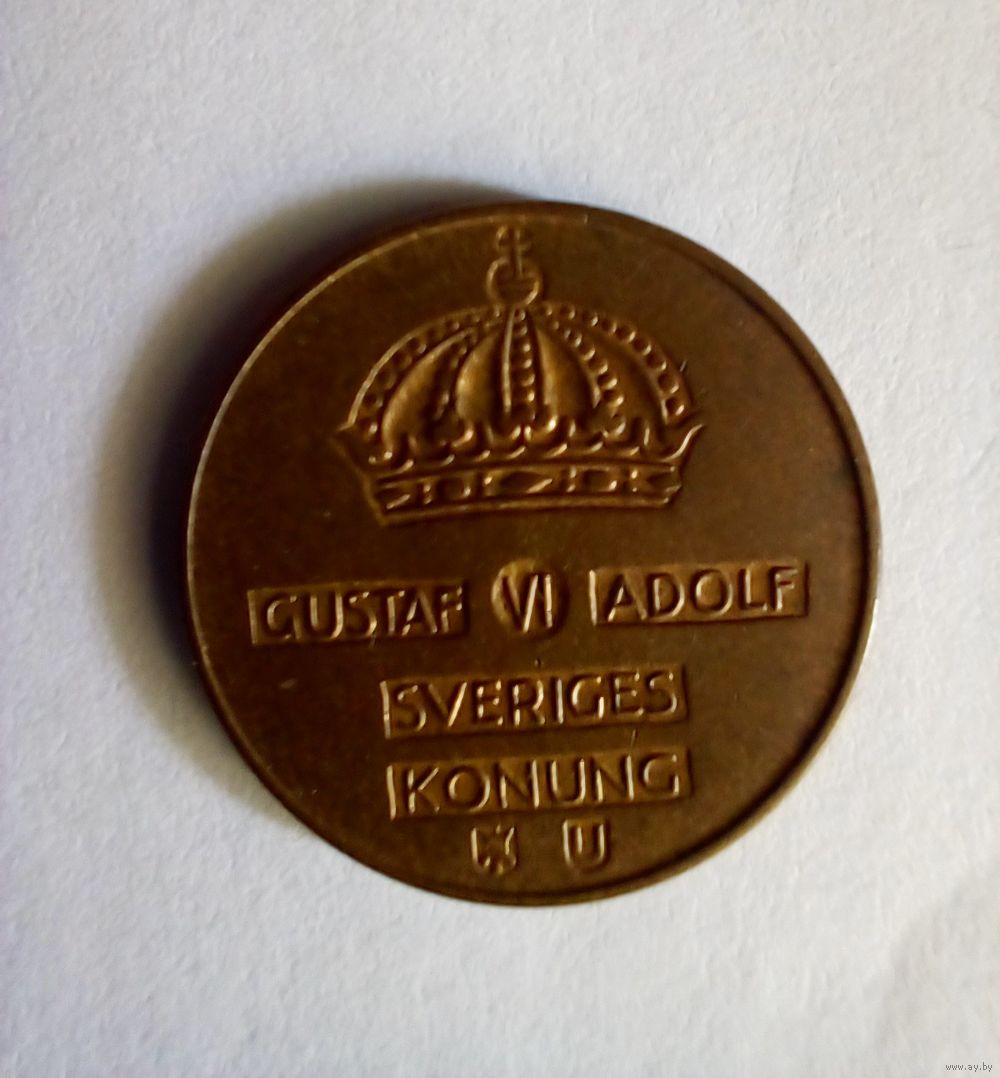 GUSTAF VI ADOLF
SVERIGES
KONUNG
U
www.ay.by